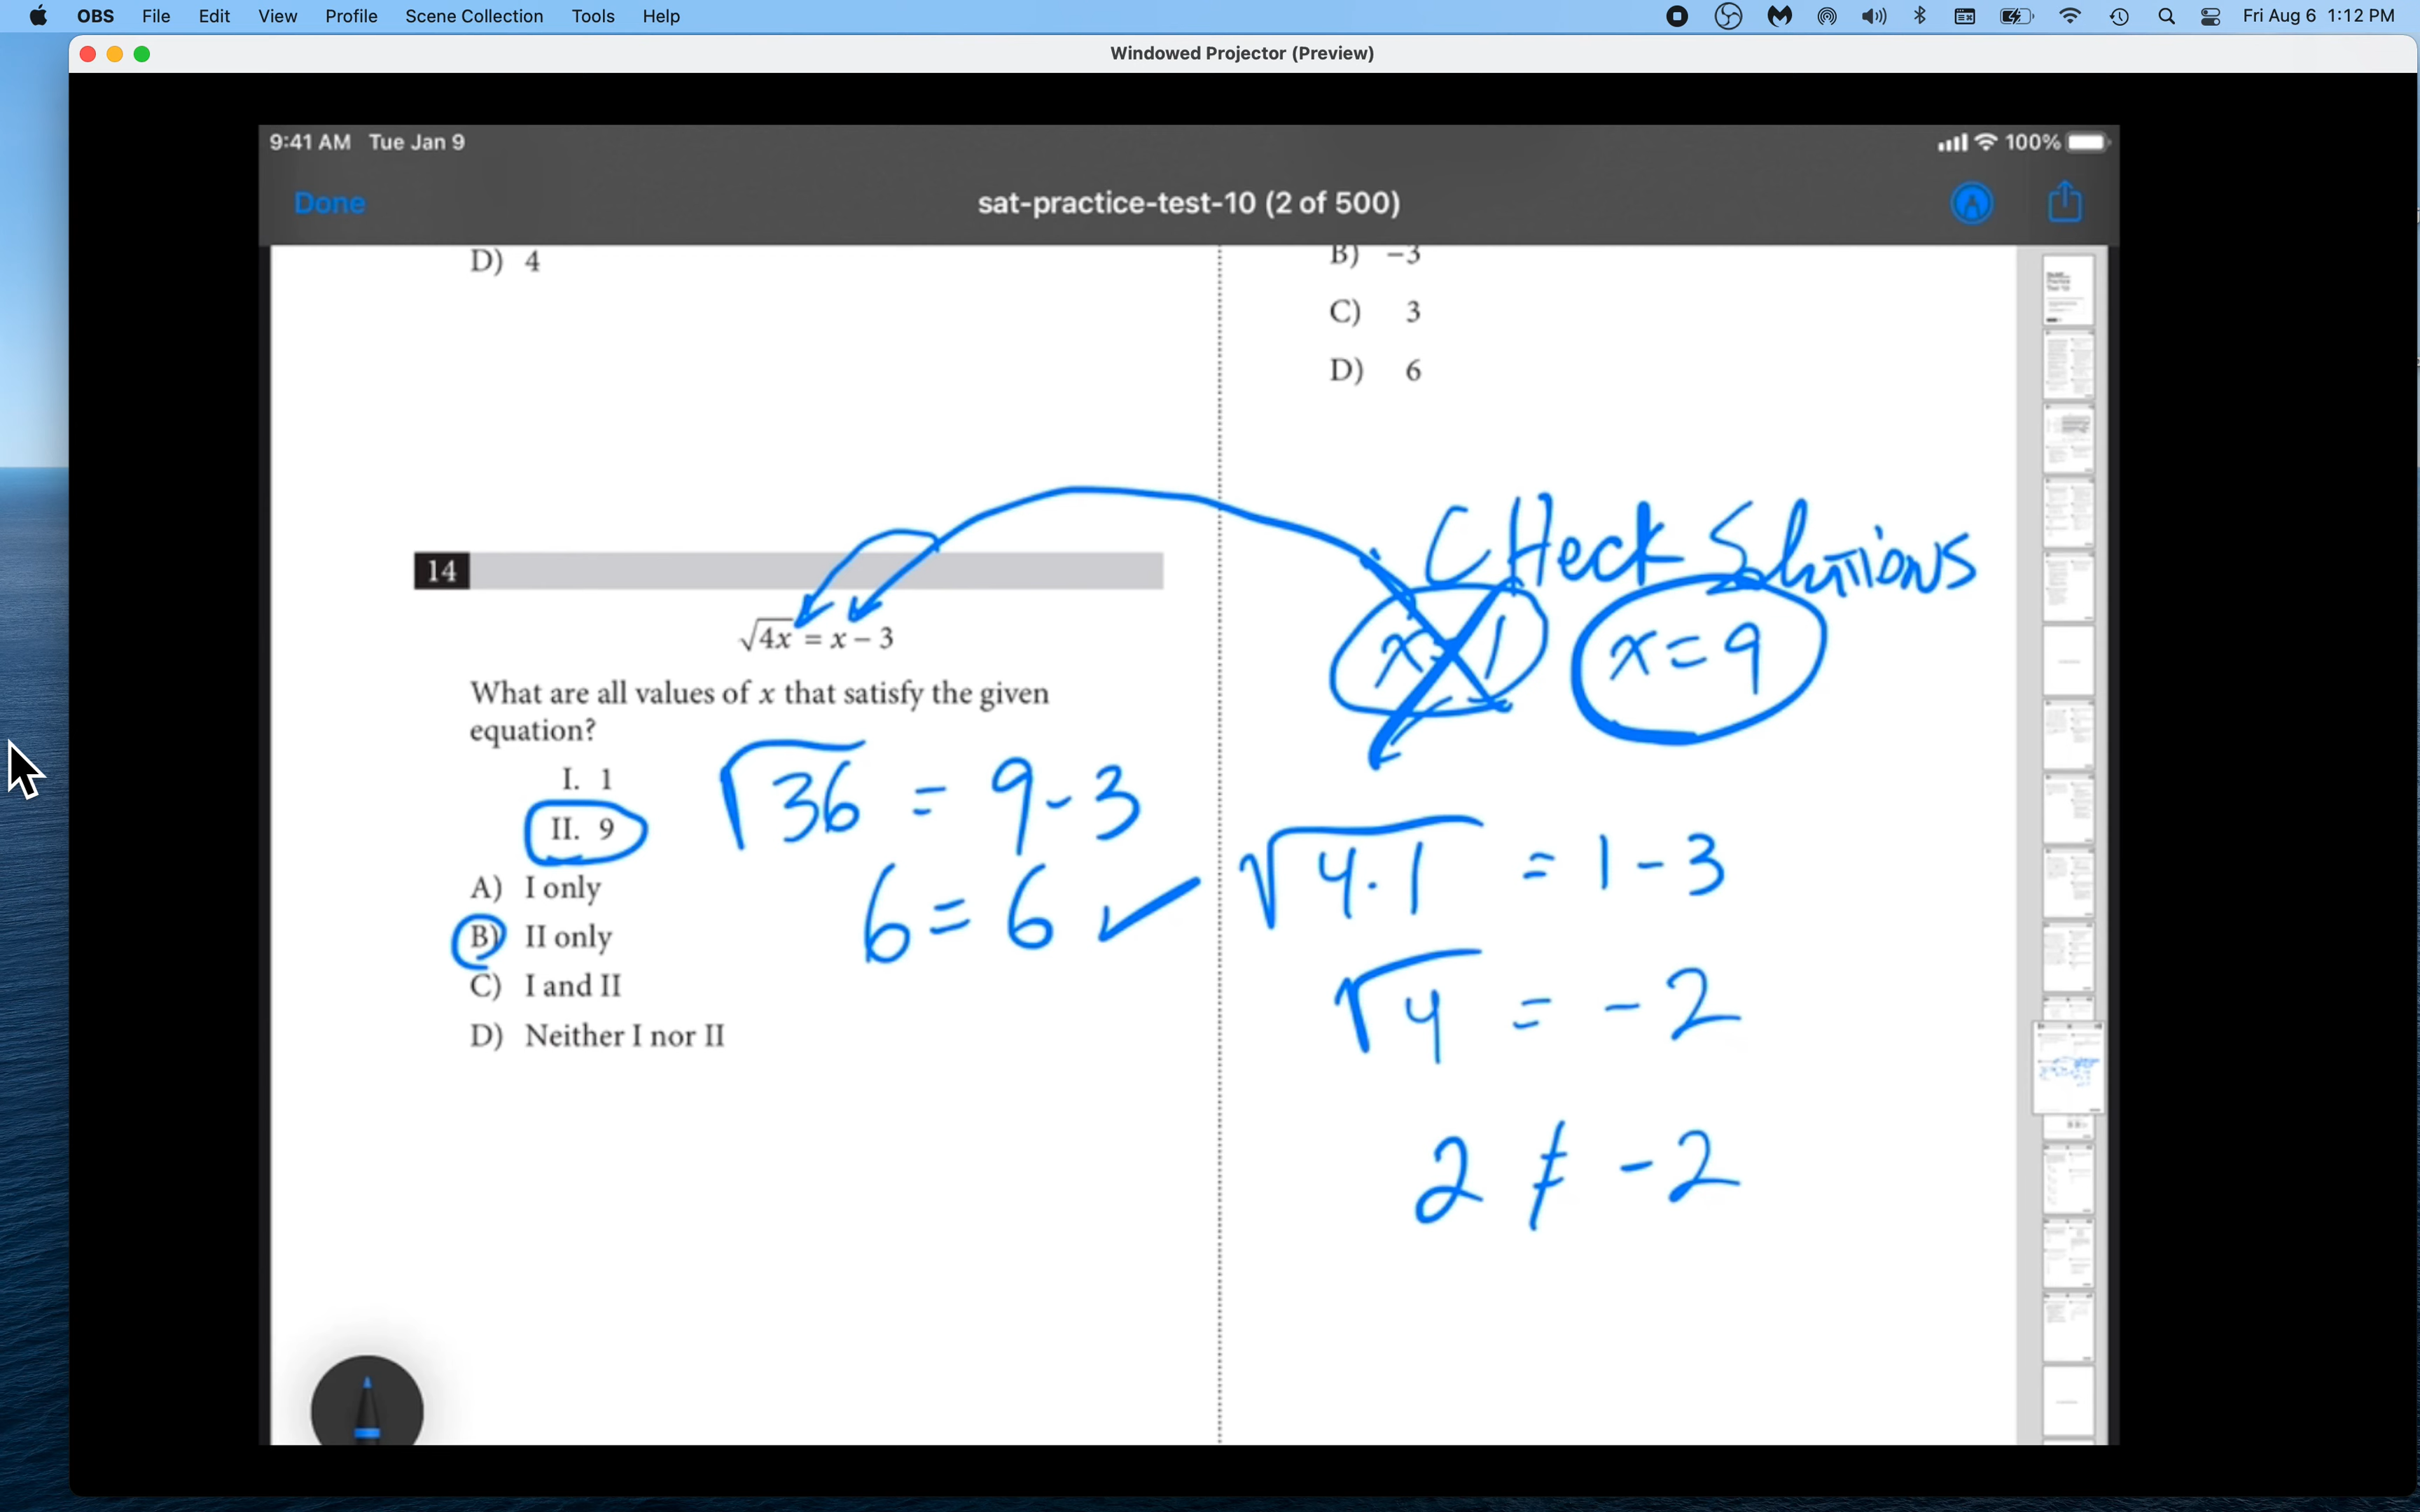 OBS File Edit View Profile Scene Collection Tools Help Fri Aug 6 1:12 PM
Windowed Projector (Preview)
9:41 AM Tue Jan 9 100%
Done sat-practice-test-10 (2 of 500)
D) 4
B) −3
C) 3
D) 6
14
√4x = x − 3
What are all values of x that satisfy the given
equation?
I. 1
II. 9
A) I only
B) II only
C) I and II
D) Neither I nor II
√36 = 9 - 3
6 = 6 ✓
CHeck Slutions
x = 1 x = 9
√4·1 = 1 - 3
√4 = -2
2 ≠ -2